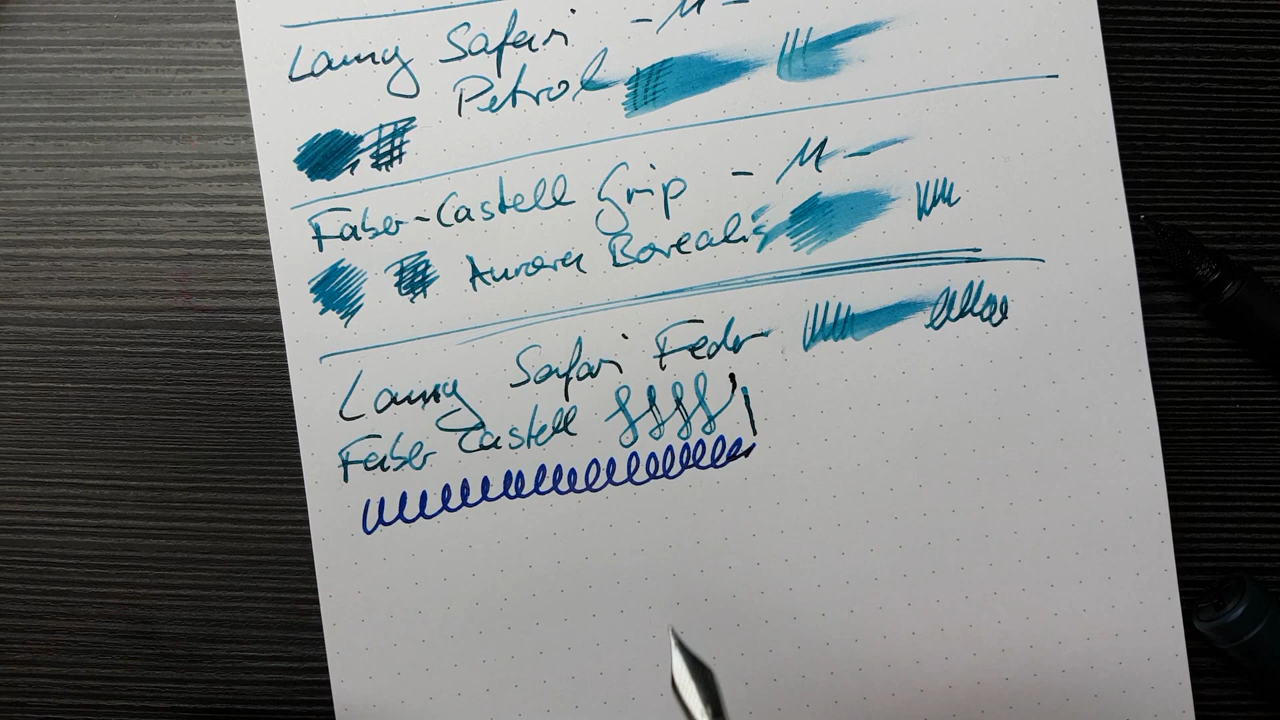 Lamy Safari - M -
Petrol
Faber-Castell Grip - M -
Aurora Borealis
Lamy Safari Feder
Faber Castell